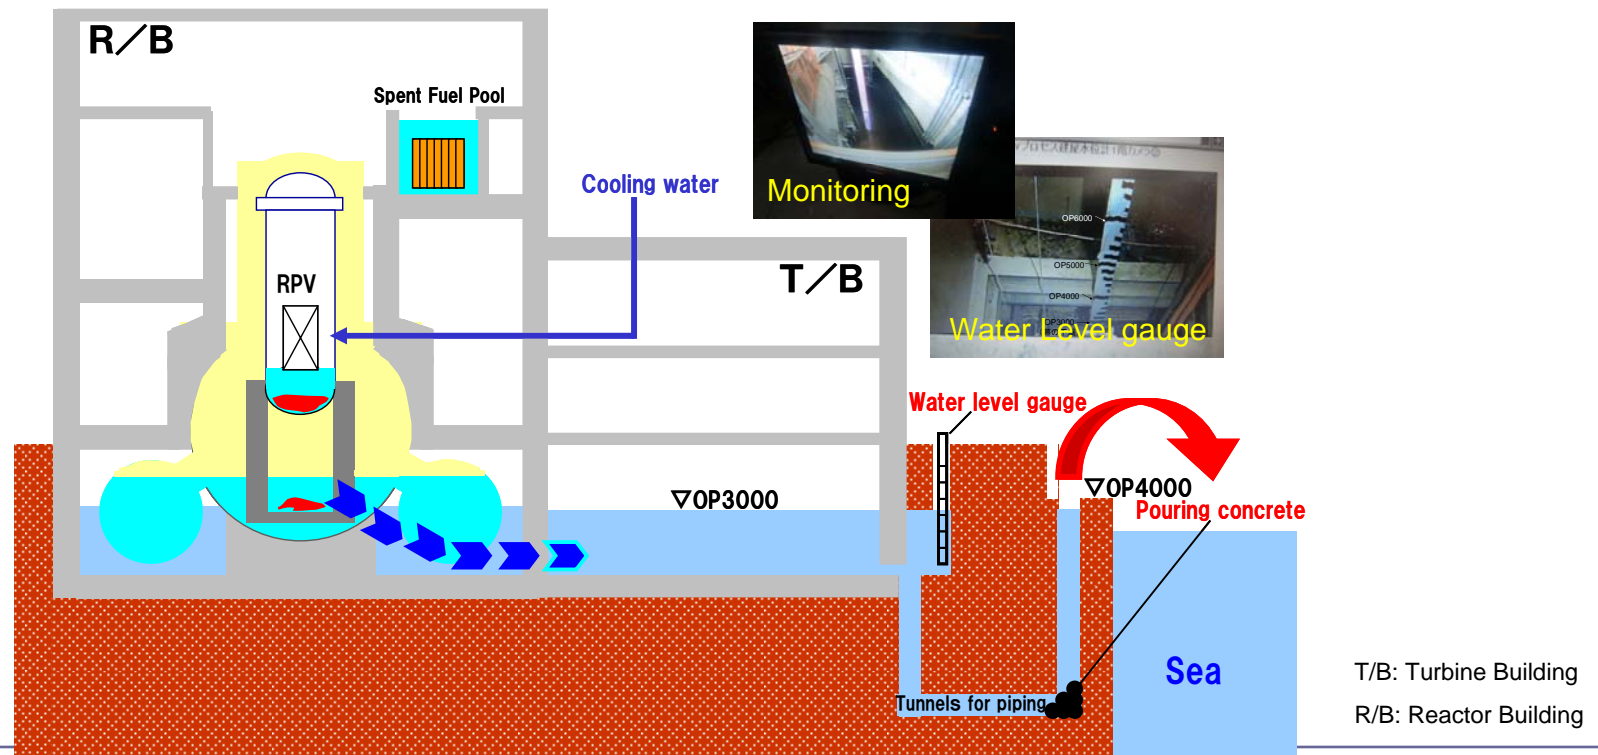 R/B
Spent Fuel Pool
Cooling water
Monitoring
OP6000
OP5000
OP4000
OP3000
Water Level gauge
T/B
RPV
Water level gauge
▽OP3000
▽OP4000
Pouring concrete
Sea
Tunnels for piping
T/B: Turbine Building
R/B: Reactor Building